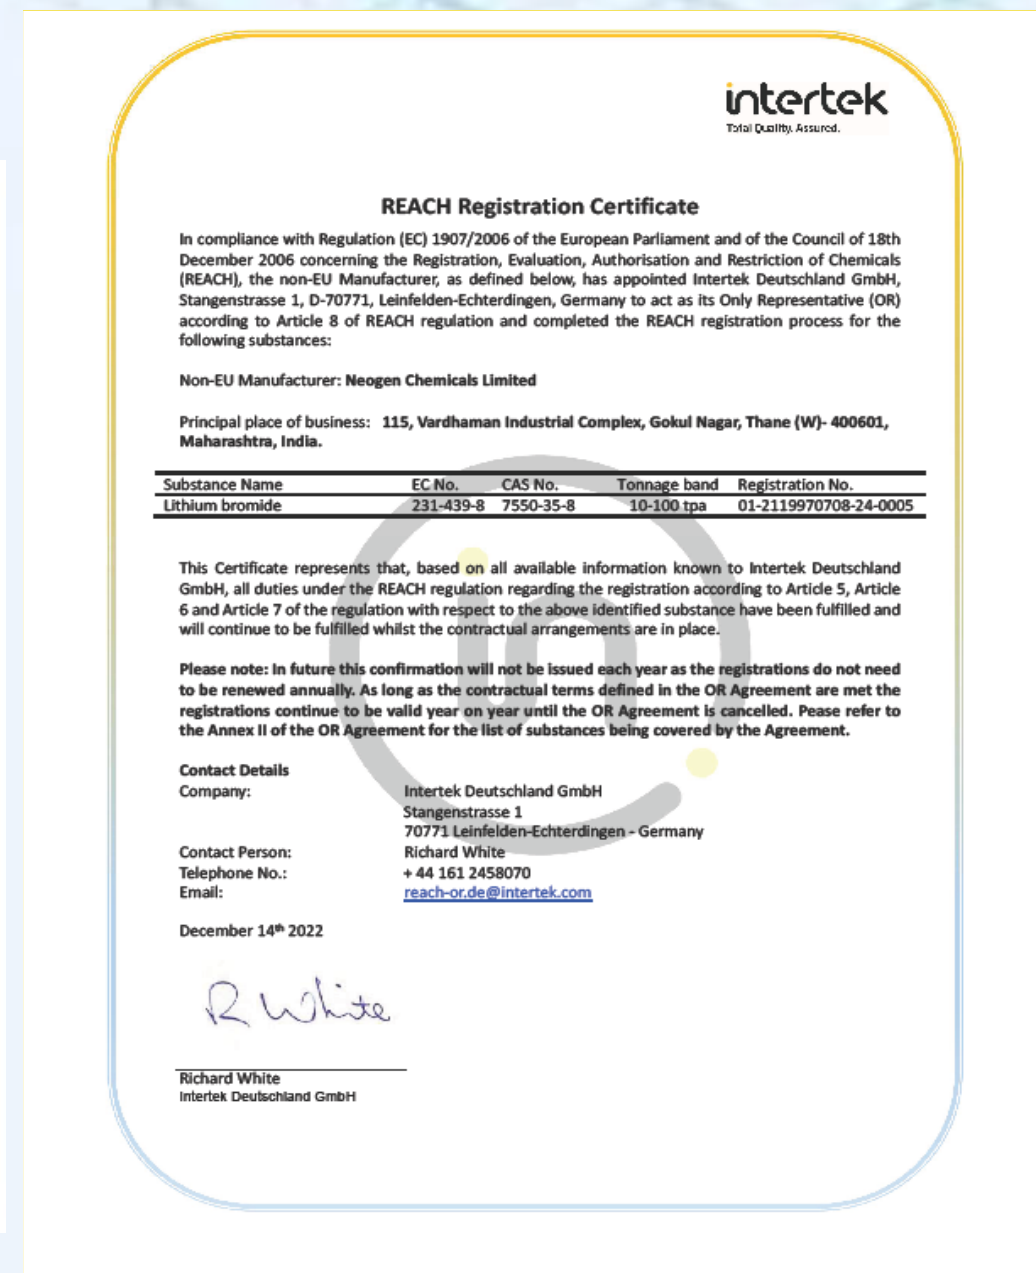 intertek
Total Quality. Assured.
REACH Registration Certificate
In compliance with Regulation (EC) 1907/2006 of the European Parliament and of the Council of 18th
December 2006 concerning the Registration, Evaluation, Authorisation and Restriction of Chemicals
(REACH), the non-EU Manufacturer, as defined below, has appointed Intertek Deutschland GmbH,
Stangenstrasse 1, D-70771, Leinfelden-Echterdingen, Germany to act as its Only Representative (OR)
according to Article 8 of REACH regulation and completed the REACH registration process for the
following substances:
Non-EU Manufacturer: Neogen Chemicals Limited
Principal place of business: 115, Vardhaman Industrial Complex, Gokul Nagar, Thane (W)- 400601,
Maharashtra, India.
Substance Name EC No. CAS No. Tonnage band Registration No.
Lithium bromide 231-439-8 7550-35-8 10-100 tpa 01-2119970708-24-0005
This Certificate represents that, based on all available information known to Intertek Deutschland
GmbH, all duties under the REACH regulation regarding the registration according to Article 5, Article
6 and Article 7 of the regulation with respect to the above identified substance have been fulfilled and
will continue to be fulfilled whilst the contractual arrangements are in place.
Please note: In future this confirmation will not be issued each year as the registrations do not need
to be renewed annually. As long as the contractual terms defined in the OR Agreement are met the
registrations continue to be valid year on year until the OR Agreement is cancelled. Pease refer to
the Annex II of the OR Agreement for the list of substances being covered by the Agreement.
Contact Details
Company: Intertek Deutschland GmbH
Stangenstrasse 1
70771 Leinfelden-Echterdingen - Germany
Contact Person: Richard White
Telephone No.: + 44 161 2458070
Email: reach-or.de@intertek.com
December 14th 2022
R White
Richard White
Intertek Deutschland GmbH